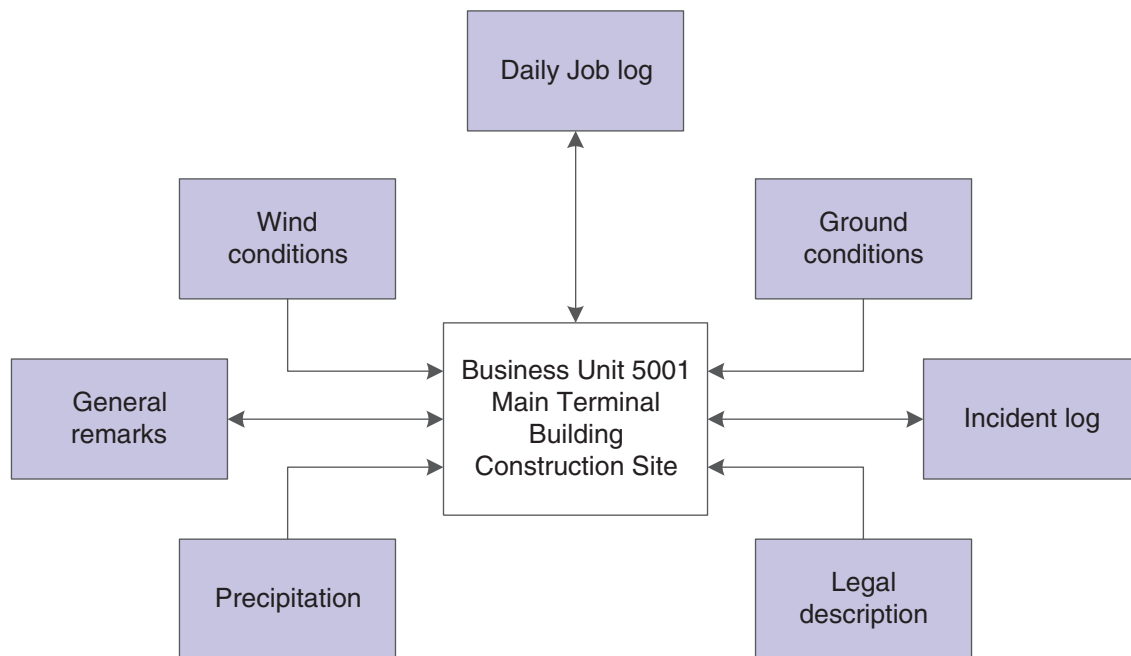 Daily Job log
Wind
conditions
Ground
conditions
Business Unit 5001
Main Terminal
Building
Construction Site
General
remarks
Incident log
Precipitation
Legal
description